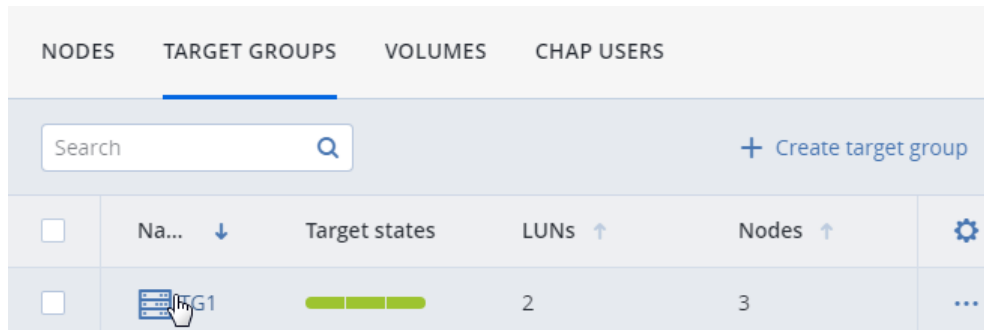 NODES TARGET GROUPS VOLUMES CHAP USERS
Search + Create target group
Na... Target states LUNs Nodes
TG1 2 3 ...